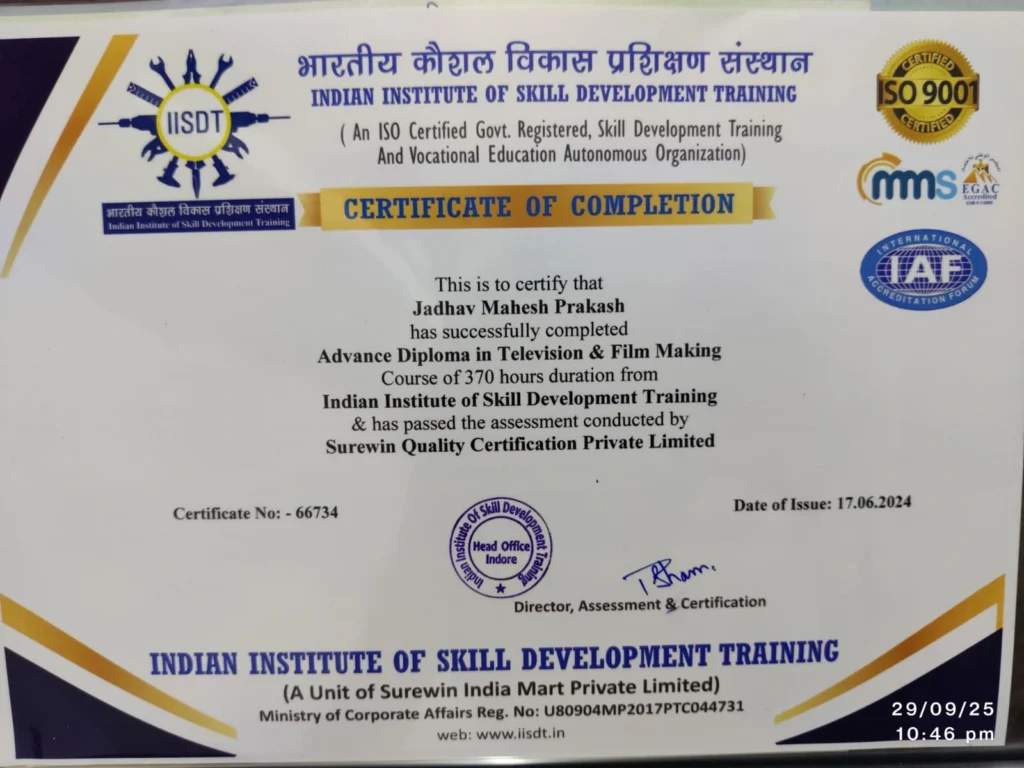 भारतीय कौशल विकास प्रशिक्षण संस्थान
INDIAN INSTITUTE OF SKILL DEVELOPMENT TRAINING
( An ISO Certified Govt. Registered, Skill Development Training
And Vocational Education Autonomous Organization)
IISDT
भारतीय कौशल विकास प्रशिक्षण संस्थान
Indian Institute of Skill Development Training
CERTIFIED
ISO 9001
CERTIFIED
mms
EGAC
Accredited
INTERNATIONAL
IAF
ACCREDITATION FORUM
CERTIFICATE OF COMPLETION
This is to certify that
Jadhav Mahesh Prakash
has successfully completed
Advance Diploma in Television & Film Making
Course of 370 hours duration from
Indian Institute of Skill Development Training
& has passed the assessment conducted by
Surewin Quality Certification Private Limited
Certificate No: - 66734
Date of Issue: 17.06.2024
Indian Institute Of Skill Development Training
Head Office
Indore
Director, Assessment & Certification
INDIAN INSTITUTE OF SKILL DEVELOPMENT TRAINING
(A Unit of Surewin India Mart Private Limited)
Ministry of Corporate Affairs Reg. No: U80904MP2017PTC044731
web: www.iisdt.in
29/09/25
10:46 pm